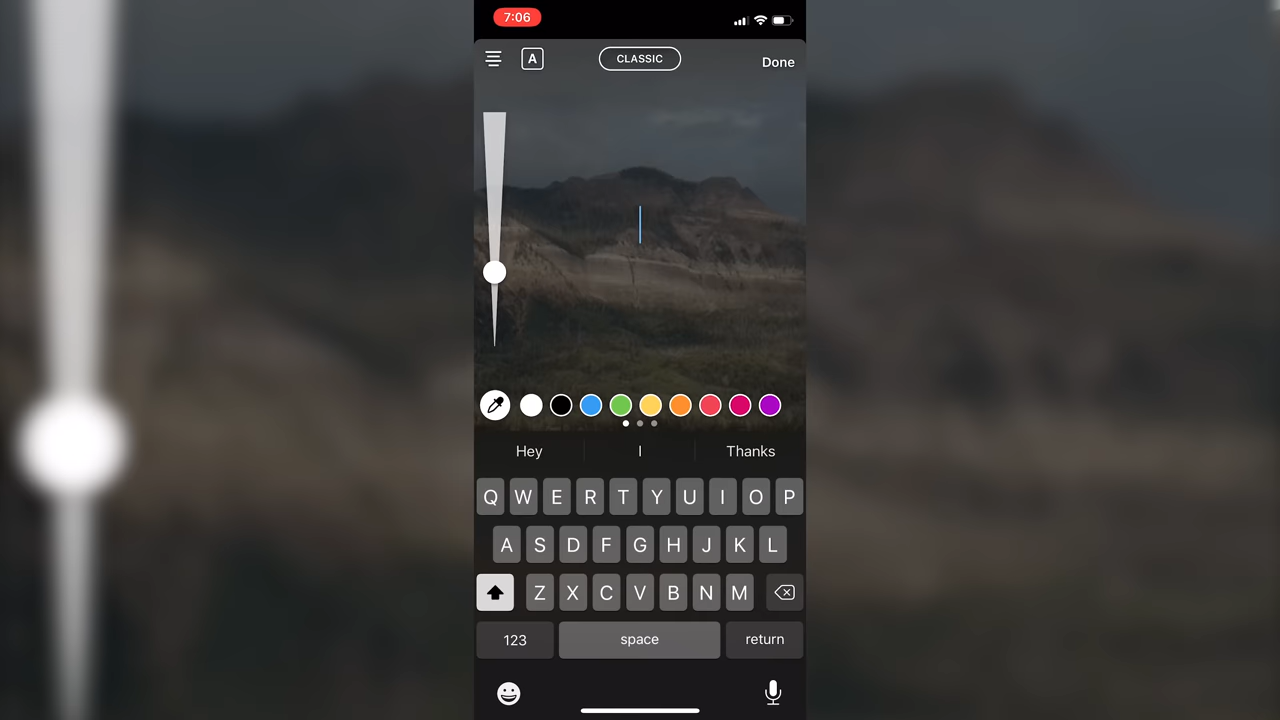 7:06
A CLASSIC Done
Hey I Thanks
Q W E R T Y U I O P
A S D F G H J K L
Z X C V B N M
123 space return